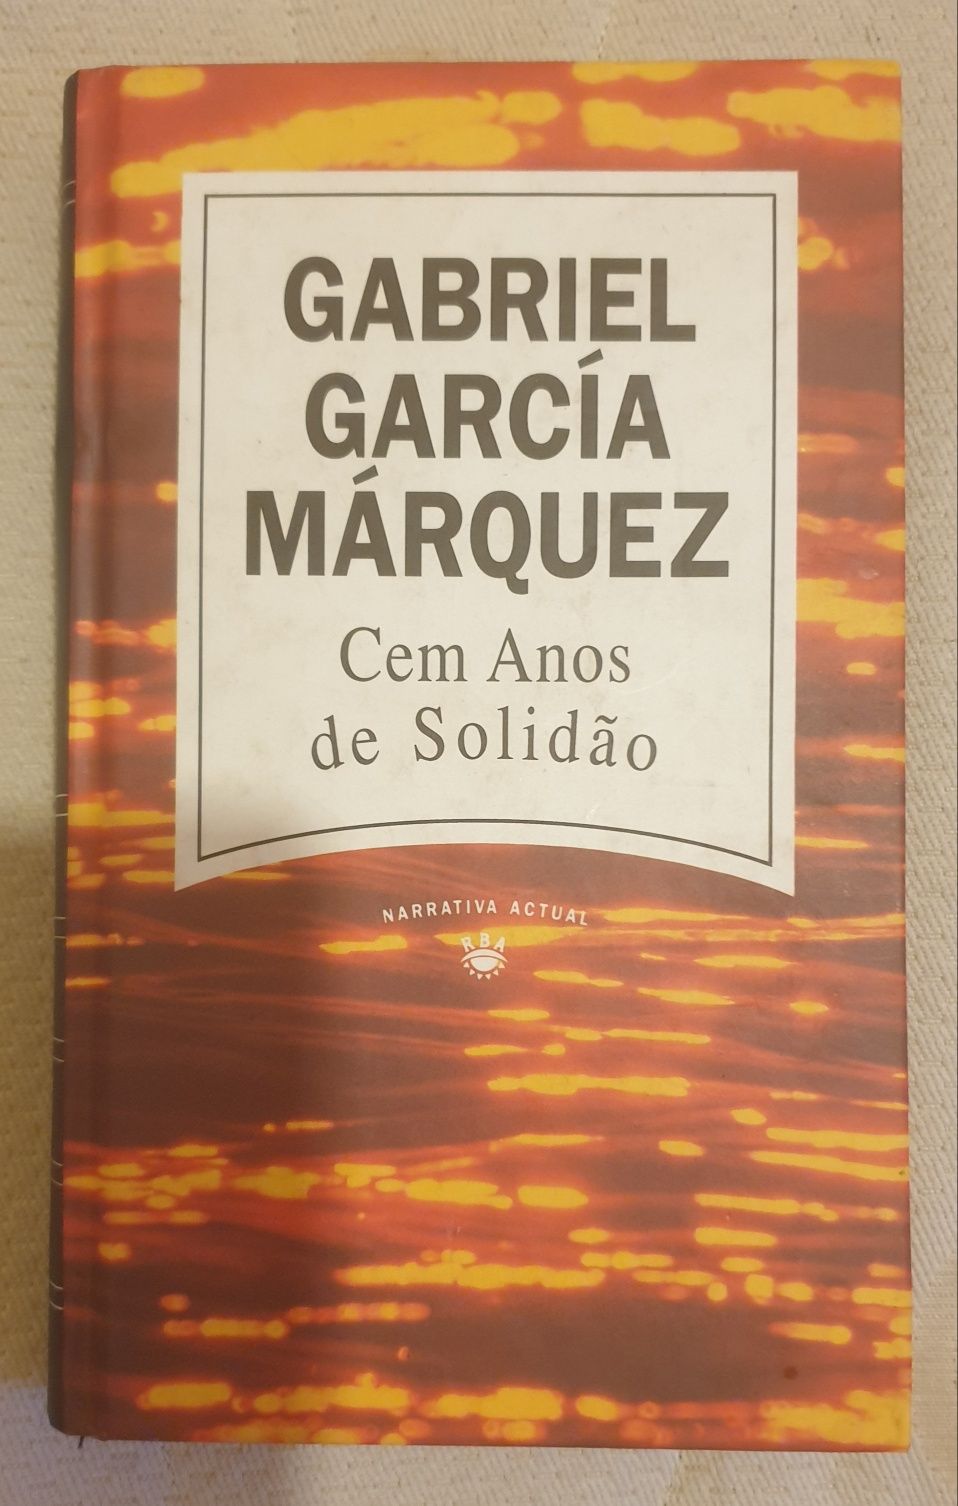 GABRIEL
GARCÍA
MÁRQUEZ
Cem Anos
de Solidão
NARRATIVA ACTUAL
RBA